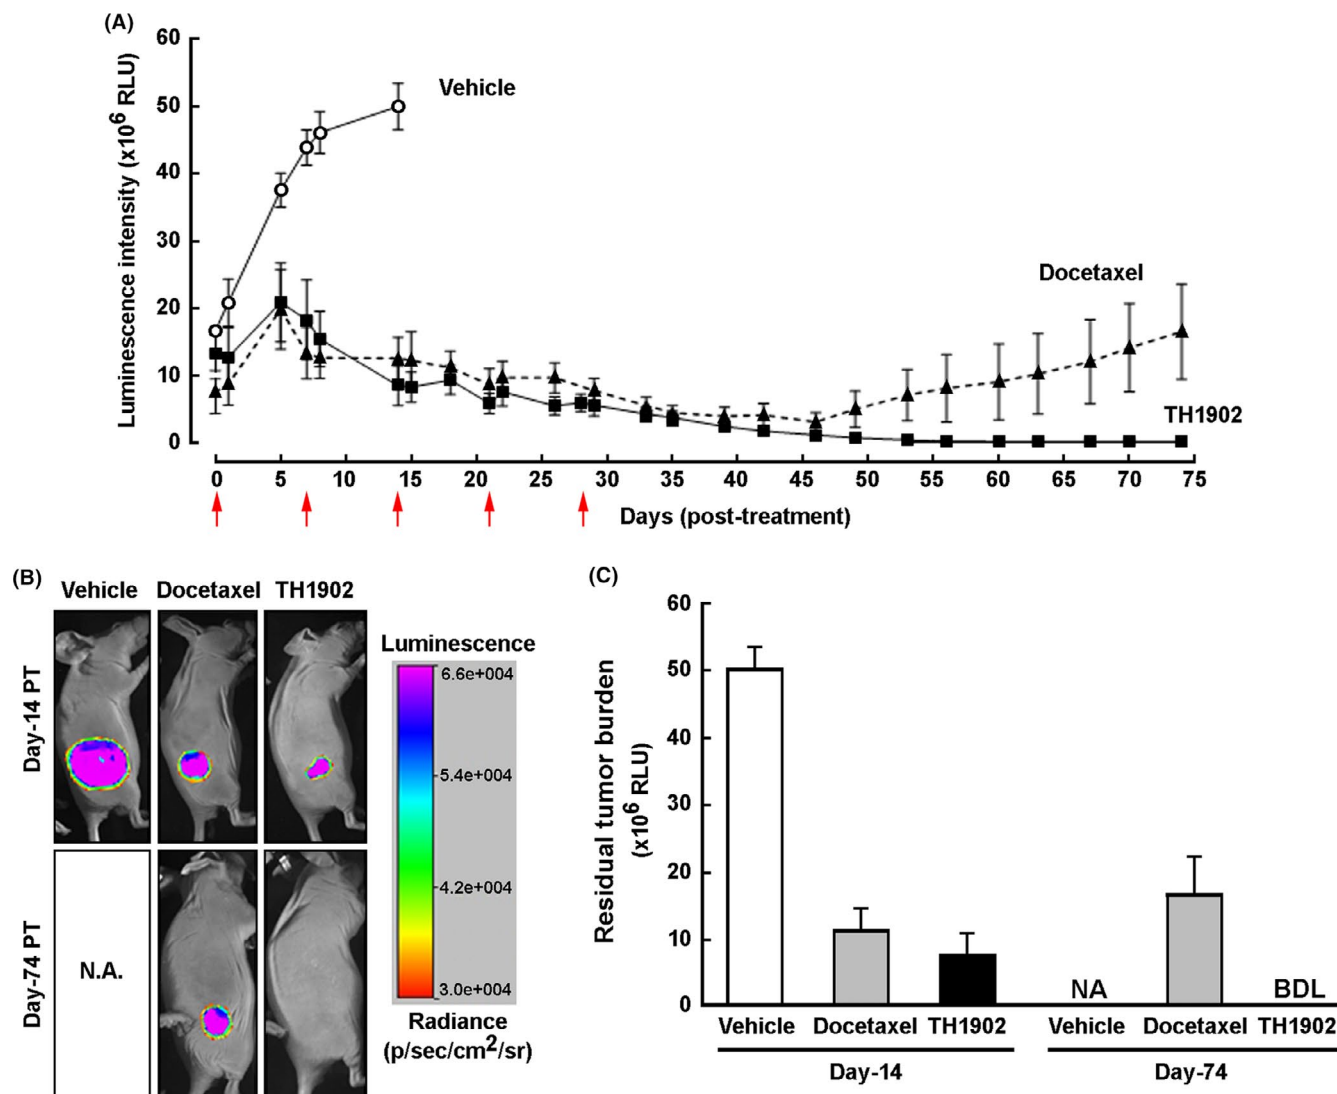 (A)
Luminescence intensity (x10⁶ RLU)
60
50
40
30
20
10
0
Vehicle
Docetaxel
TH1902
0 5 10 15 20 25 30 35 40 45 50 55 60 65 70 75
Days (post-treatment)
(B)
Vehicle Docetaxel TH1902
Day-14 PT
Day-74 PT
N.A.
Luminescence
6.6e+004
5.4e+004
4.2e+004
3.0e+004
Radiance
(p/sec/cm²/sr)
(C)
Residual tumor burden
(x10⁶ RLU)
60
50
40
30
20
10
0
NA
BDL
Vehicle Docetaxel TH1902 Vehicle Docetaxel TH1902
Day-14 Day-74